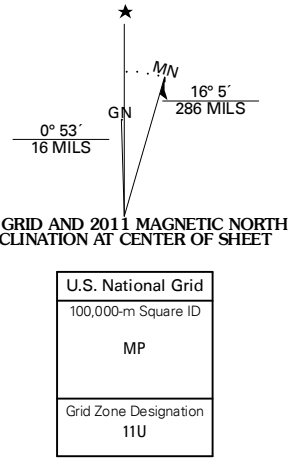 ★
MN
GN
16° 5´
286 MILS
0° 53´
16 MILS
GRID AND 2011 MAGNETIC NORTH
CLINATION AT CENTER OF SHEET
U.S. National Grid
100,000-m Square ID
MP
Grid Zone Designation
11U